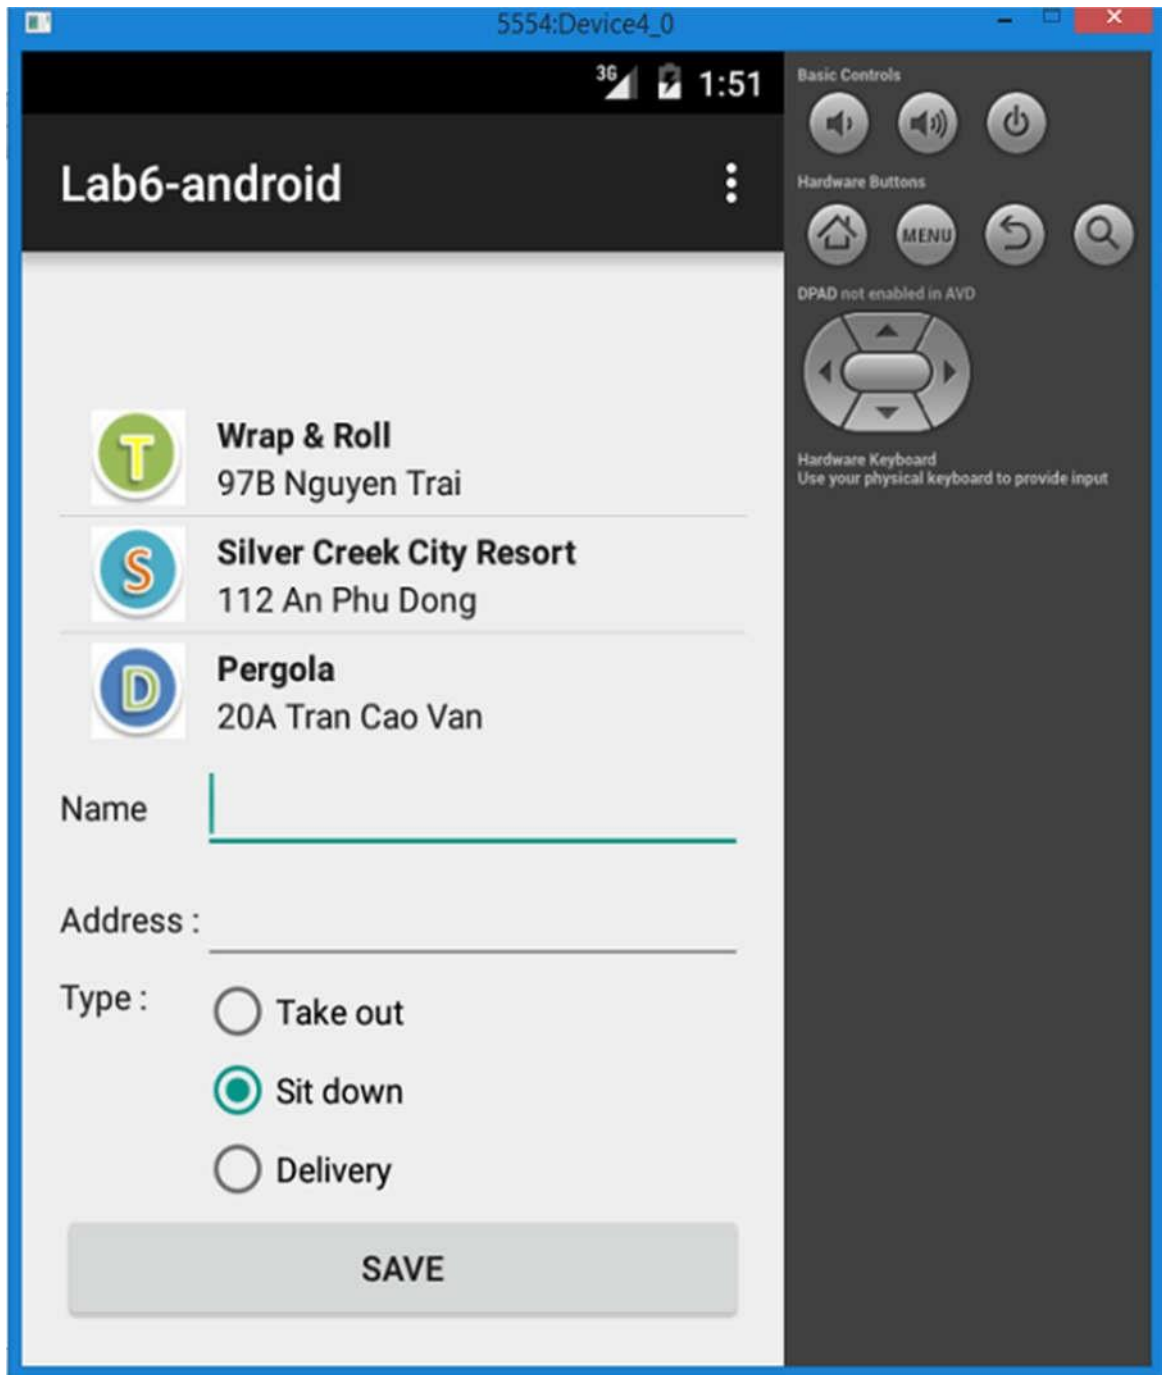 5554:Device4_0
3G 1:51
Lab6-android
T
Wrap & Roll
97B Nguyen Trai
S
Silver Creek City Resort
112 An Phu Dong
D
Pergola
20A Tran Cao Van
Name
Address :
Type :
Take out
Sit down
Delivery
SAVE
Basic Controls
Hardware Buttons
MENU
DPAD not enabled in AVD
Hardware Keyboard
Use your physical keyboard to provide input